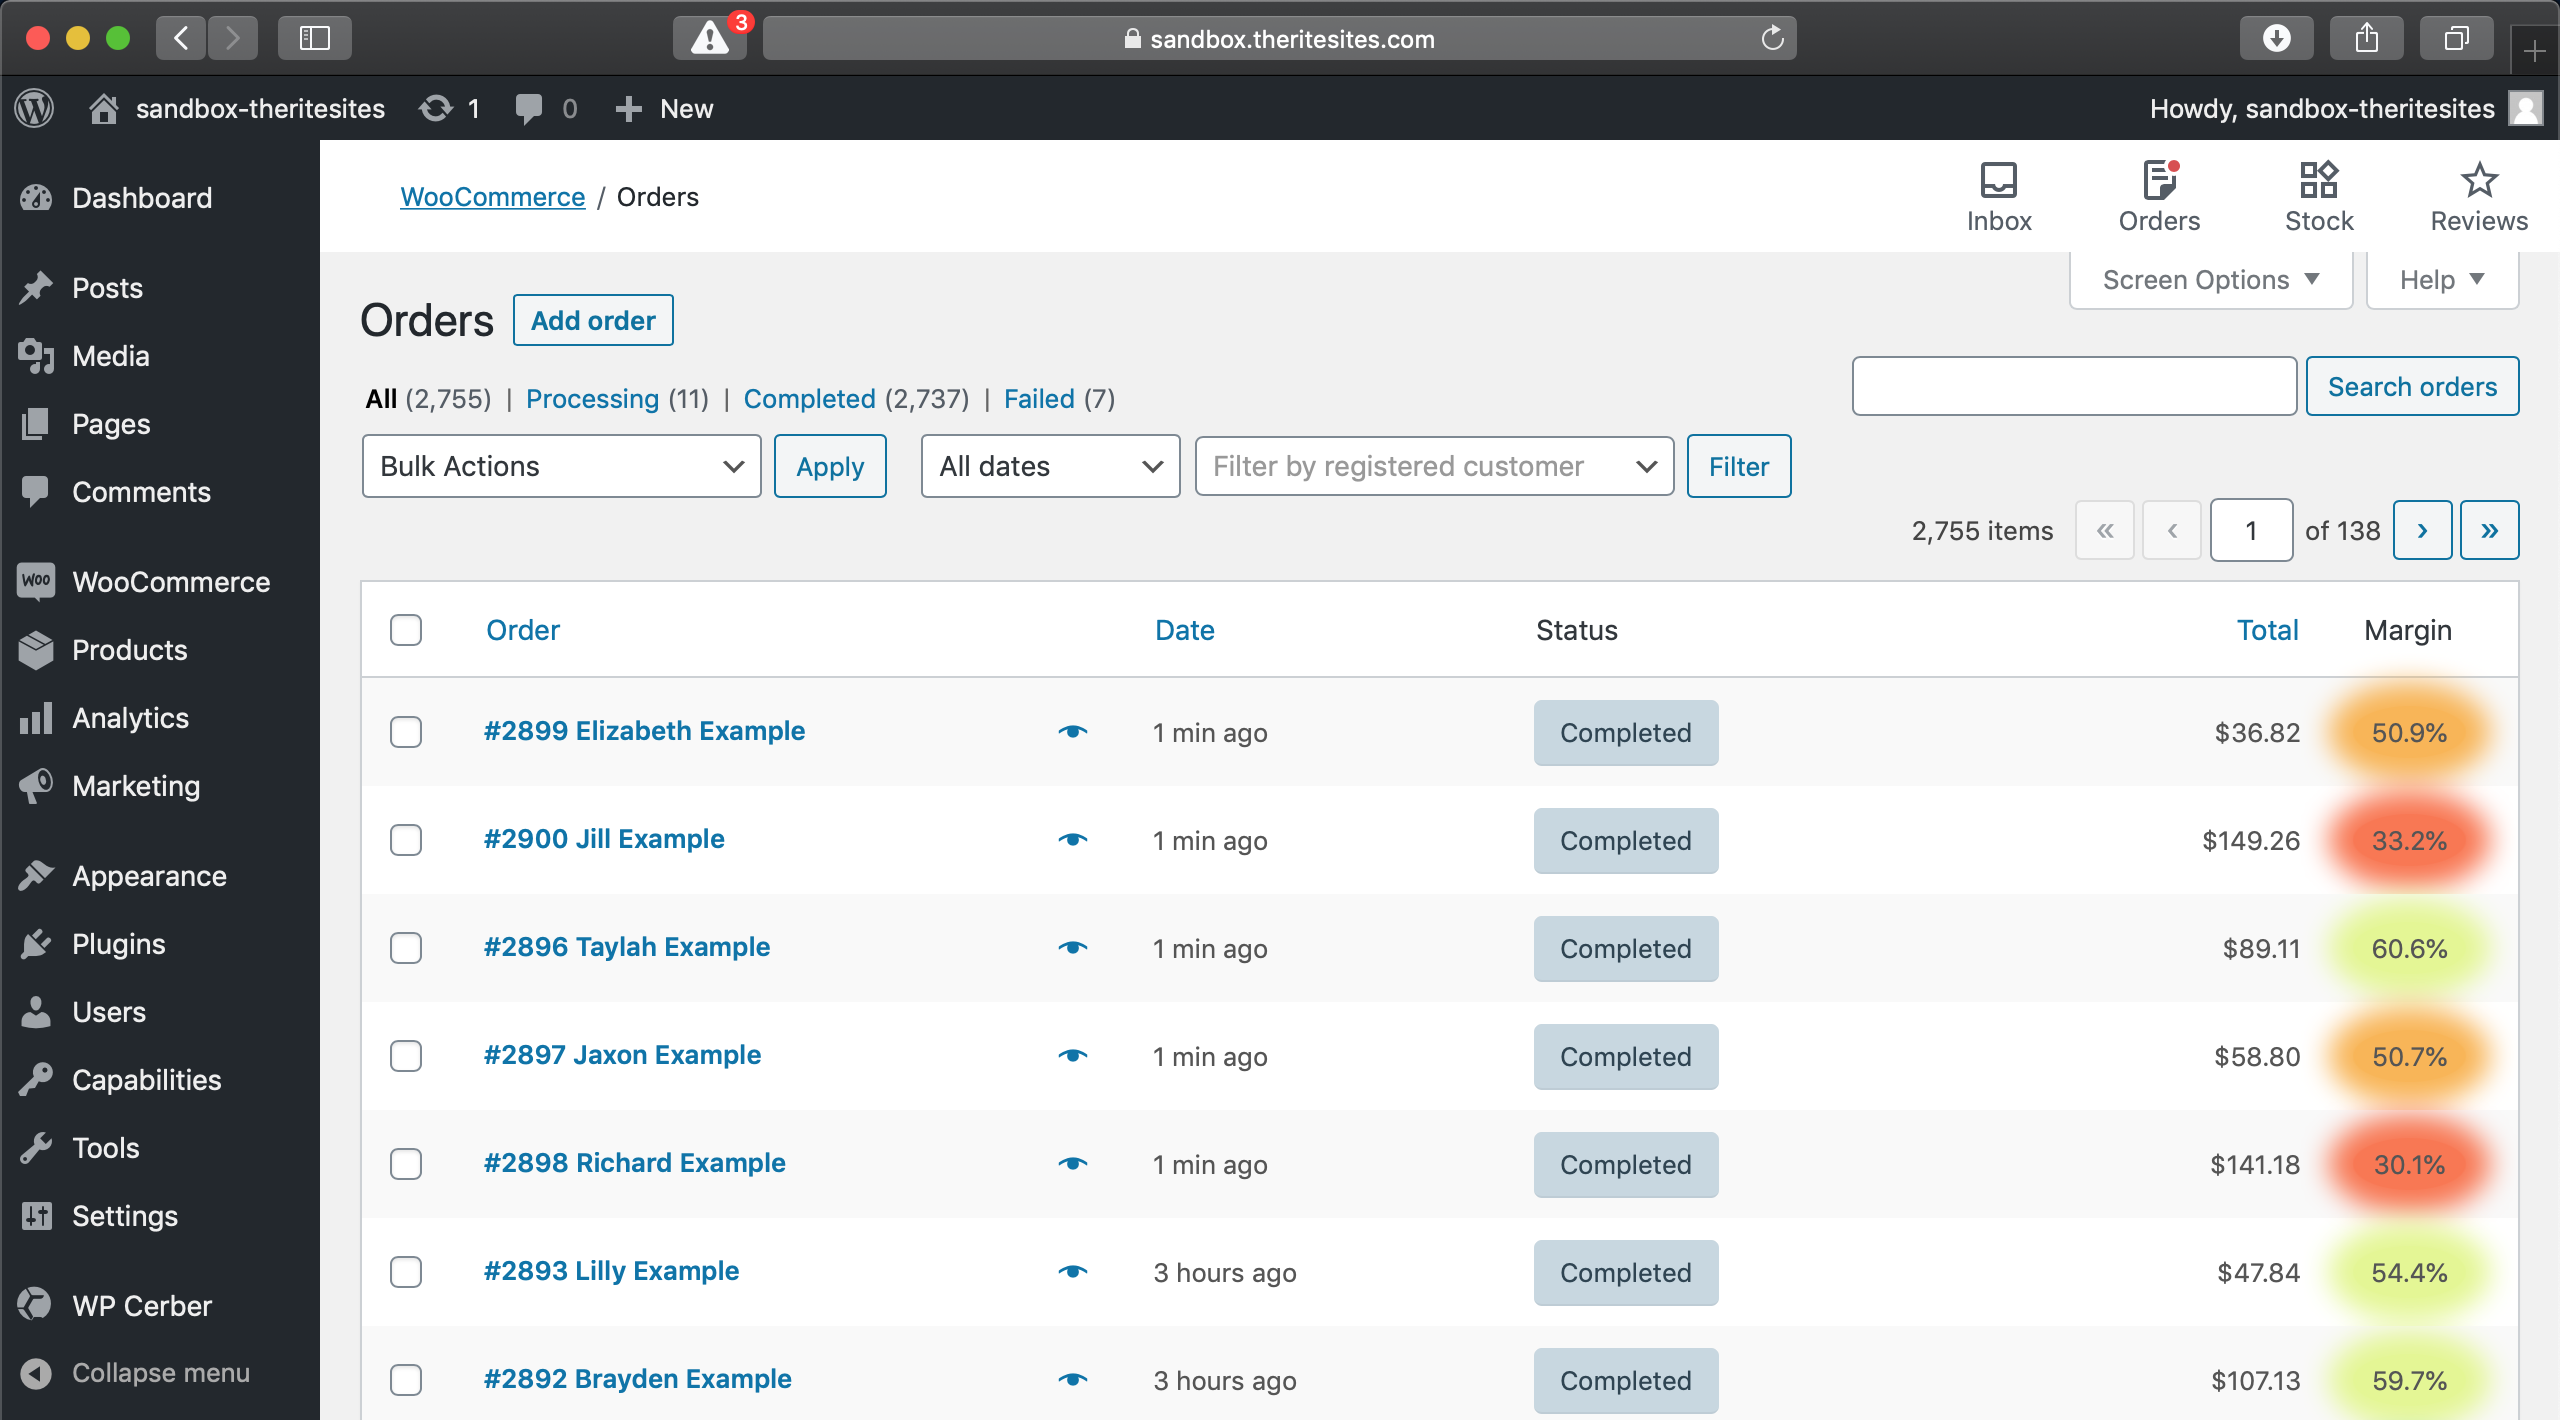 3
sandbox.theritesites.com
sandbox-theritesites 1 0 New Howdy, sandbox-theritesites
Dashboard
Posts
Media
Pages
Comments
Woo WooCommerce
Products
Analytics
Marketing
Appearance
Plugins
Users
Capabilities
Tools
Settings
WP Cerber
Collapse menu
WooCommerce / Orders
Inbox Orders Stock Reviews
Screen Options ▼ Help ▼
Orders Add order
All (2,755) | Processing (11) | Completed (2,737) | Failed (7)
Search orders
Bulk Actions Apply All dates Filter by registered customer Filter
2,755 items « ‹ 1 of 138 › »
Order Date Status Total Margin
#2899 Elizabeth Example 1 min ago Completed $36.82 50.9%
#2900 Jill Example 1 min ago Completed $149.26 33.2%
#2896 Taylah Example 1 min ago Completed $89.11 60.6%
#2897 Jaxon Example 1 min ago Completed $58.80 50.7%
#2898 Richard Example 1 min ago Completed $141.18 30.1%
#2893 Lilly Example 3 hours ago Completed $47.84 54.4%
#2892 Brayden Example 3 hours ago Completed $107.13 59.7%